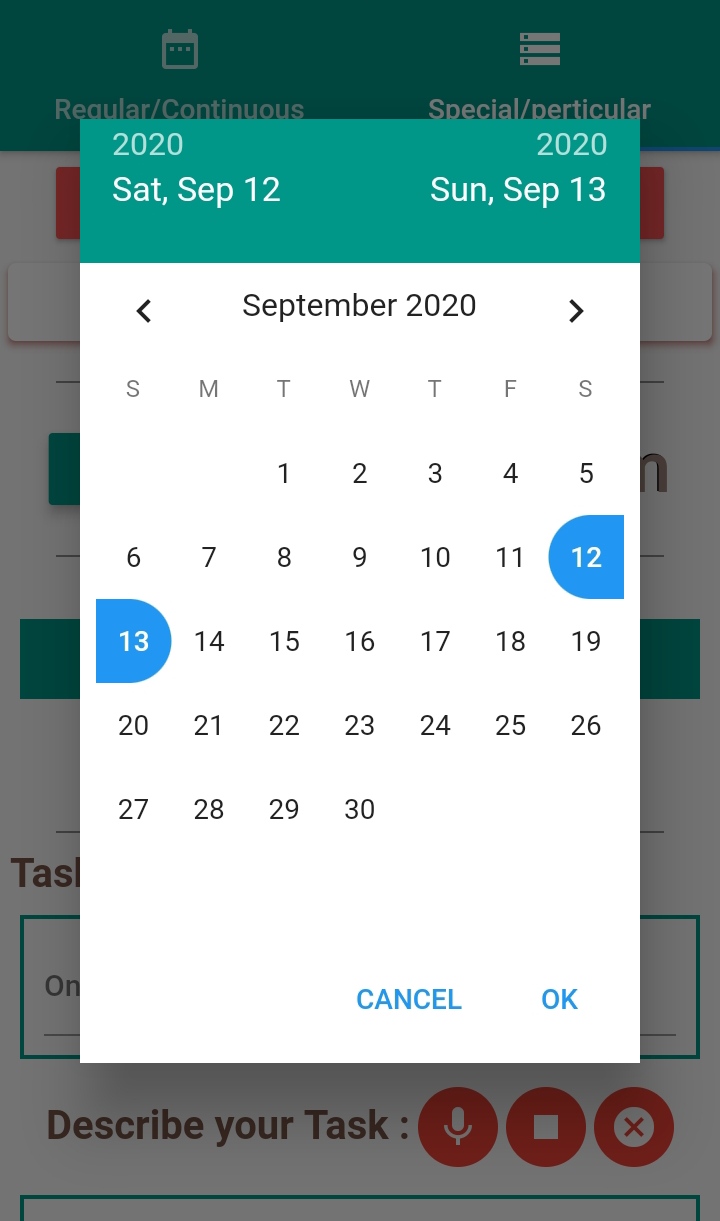 Regular/Continuous Special/perticular
2020 2020
Sat, Sep 12 Sun, Sep 13
September 2020
S M T W T F S
1 2 3 4 5
6 7 8 9 10 11 12
13 14 15 16 17 18 19
20 21 22 23 24 25 26
27 28 29 30
CANCEL OK
Describe your Task :